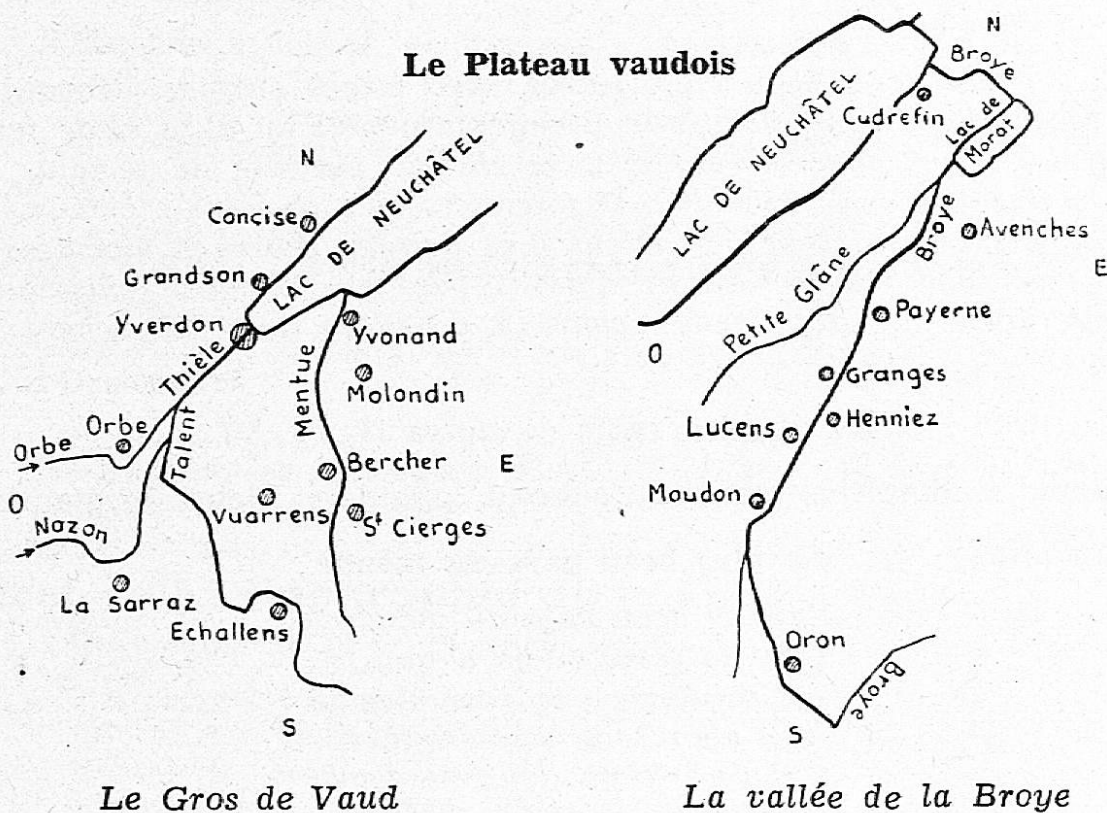 Le Plateau vaudois
N
LAC DE NEUCHÂTEL
Concise
Grandson
Yverdon
Thièle
Yvonand
Molondin
Mentue
Orbe
Orbe
Talent
Bercher
E
O
Vuarrens
St Cierges
Nozon
La Sarraz
Echallens
S
Le Gros de Vaud
N
Broye
Cudrefin
Lac de
Morat
LAC DE NEUCHÂTEL
Broye
Avenches
E
Petite Glâne
Payerne
O
Granges
Henniez
Lucens
Moudon
Oron
Broye
S
La vallée de la Broye